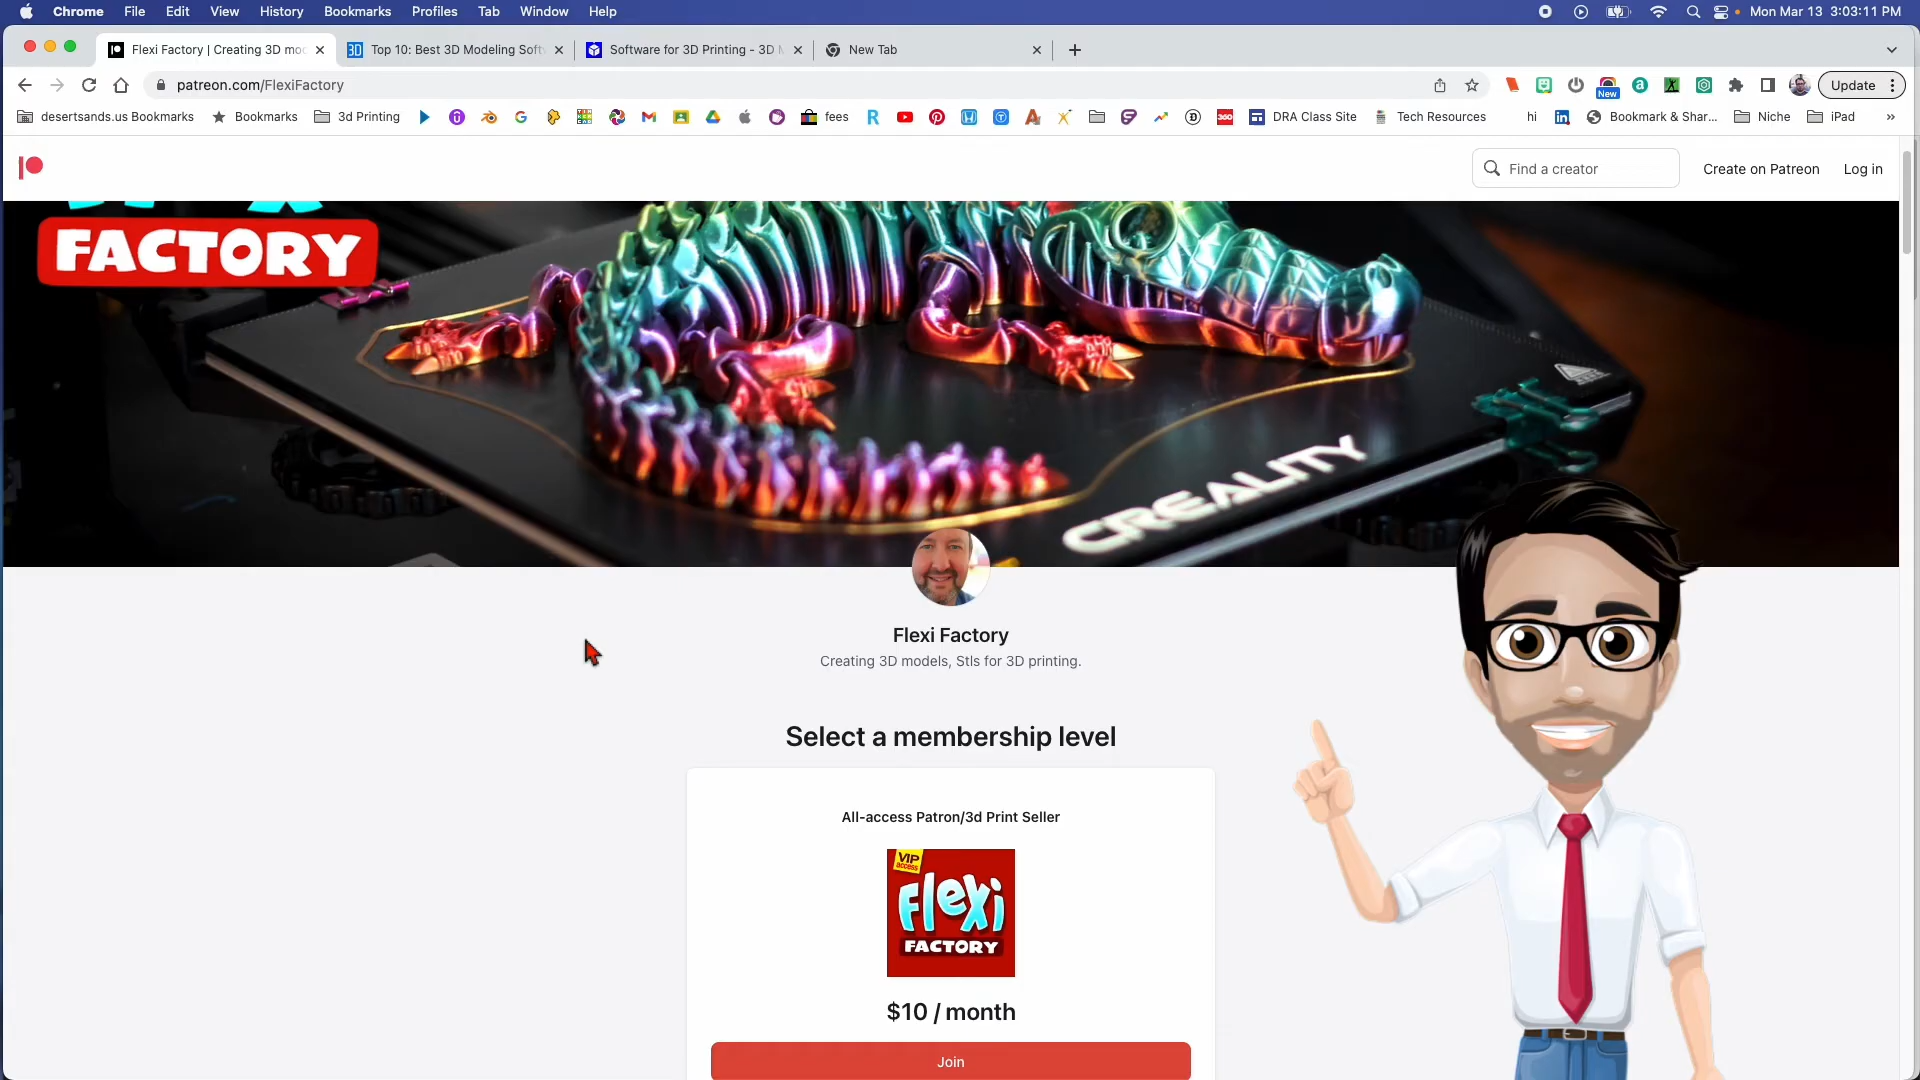 Chrome File Edit View History Bookmarks Profiles Tab Window Help Mon Mar 13 3:03:11 PM
Flexi Factory | Creating 3D mo Top 10: Best 3D Modeling Soft Software for 3D Printing - 3D New Tab
patreon.com/FlexiFactory New Update
desertsands.us Bookmarks Bookmarks 3d Printing fees DRA Class Site Tech Resources hi Bookmark & Shar... Niche iPad »
Find a creator Create on Patreon Log in
FACTORY
CREALITY
Flexi Factory
Creating 3D models, Stls for 3D printing.
Select a membership level
All-access Patron/3d Print Seller
VIP
access
Flexi
FACTORY
$10 / month
Join